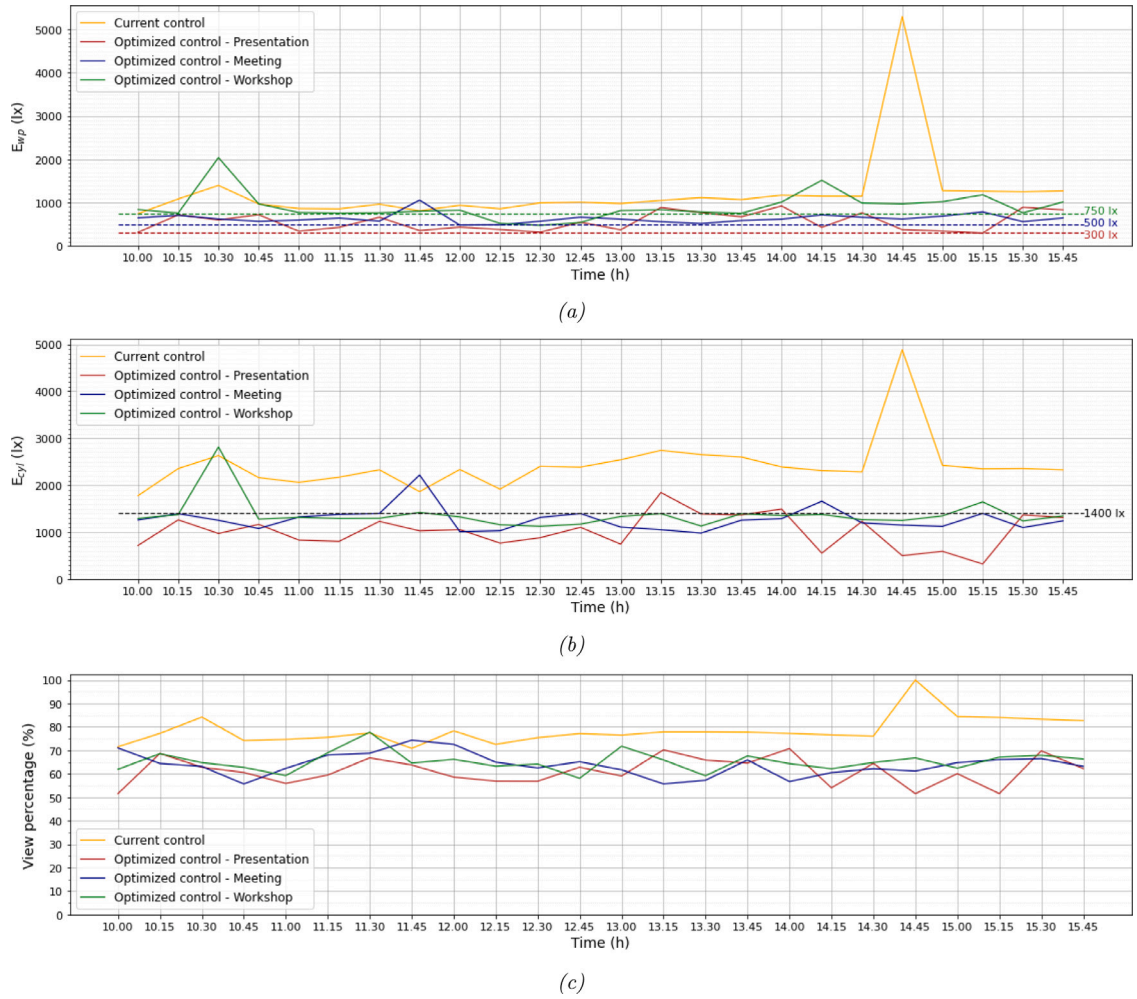 Current control
Optimized control - Presentation
Optimized control - Meeting
Optimized control - Workshop
E_wp (lx)
5000
4000
3000
2000
1000
0
750 lx
500 lx
300 lx
10.00 10.15 10.30 10.45 11.00 11.15 11.30 11.45 12.00 12.15 12.30 12.45 13.00 13.15 13.30 13.45 14.00 14.15 14.30 14.45 15.00 15.15 15.30 15.45
Time (h)
(a)
Current control
Optimized control - Presentation
Optimized control - Meeting
Optimized control - Workshop
E_cyl (lx)
5000
4000
3000
2000
1000
0
1400 lx
10.00 10.15 10.30 10.45 11.00 11.15 11.30 11.45 12.00 12.15 12.30 12.45 13.00 13.15 13.30 13.45 14.00 14.15 14.30 14.45 15.00 15.15 15.30 15.45
Time (h)
(b)
View percentage (%)
100
90
80
70
60
50
40
30
20
10
0
Current control
Optimized control - Presentation
Optimized control - Meeting
Optimized control - Workshop
10.00 10.15 10.30 10.45 11.00 11.15 11.30 11.45 12.00 12.15 12.30 12.45 13.00 13.15 13.30 13.45 14.00 14.15 14.30 14.45 15.00 15.15 15.30 15.45
Time (h)
(c)